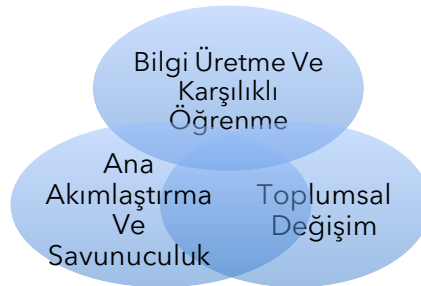 Bilgi Üretme Ve
Karşılıklı
Öğrenme
Ana
Akımlaştırma
Ve
Savunuculuk
Toplumsal
Değişim